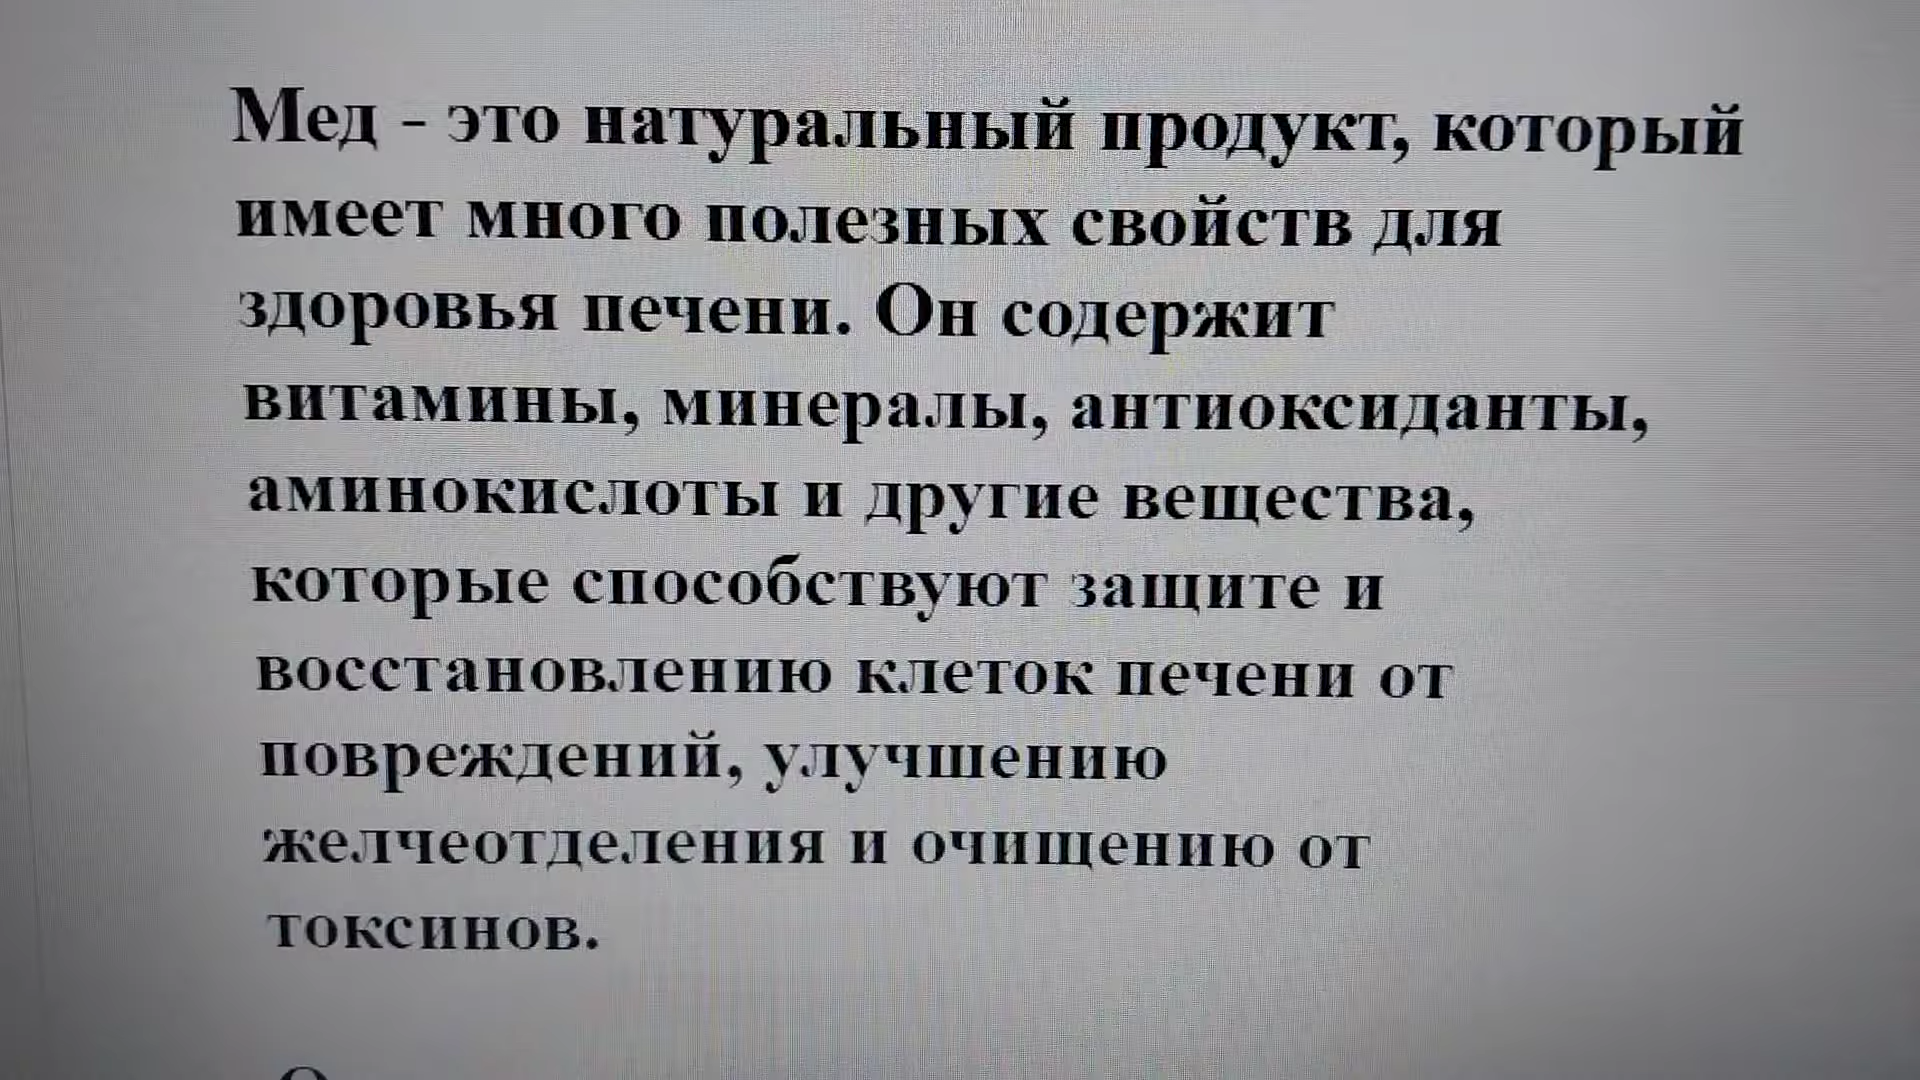 Мед - это натуральный продукт, который
имеет много полезных свойств для
здоровья печени. Он содержит
витамины, минералы, антиоксиданты,
аминокислоты и другие вещества,
которые способствуют защите и
восстановлению клеток печени от
повреждений, улучшению
желчеотделения и очищению от
токсинов.